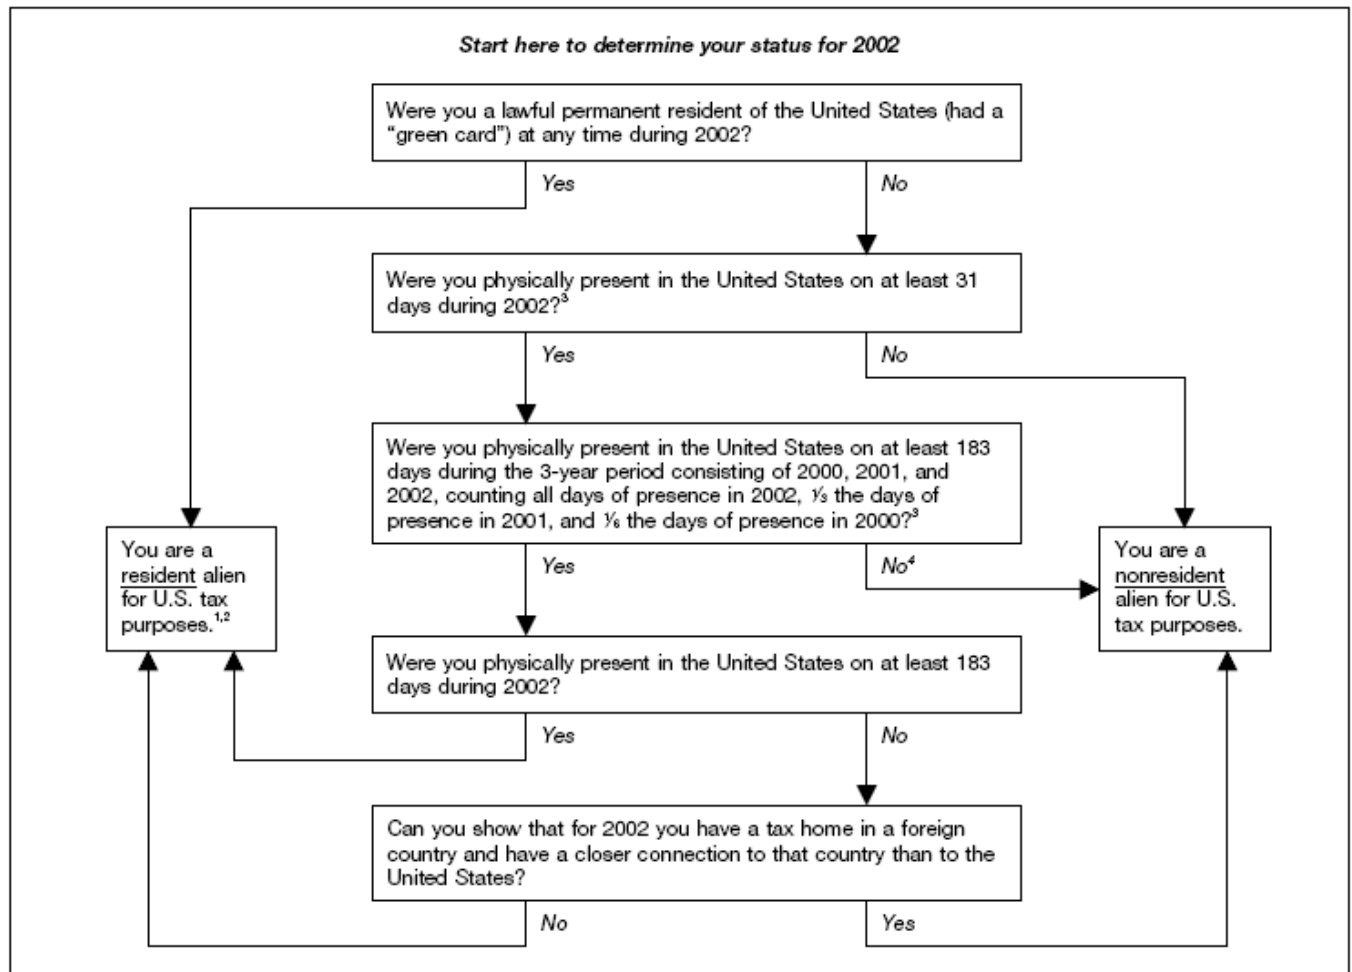 Start here to determine your status for 2002
Were you a lawful permanent resident of the United States (had a
“green card”) at any time during 2002?
Yes
No
Were you physically present in the United States on at least 31
days during 2002?³
Yes
No
Were you physically present in the United States on at least 183
days during the 3-year period consisting of 2000, 2001, and
2002, counting all days of presence in 2002, ⅓ the days of
presence in 2001, and ⅙ the days of presence in 2000?³
Yes
No⁴
You are a
resident alien
for U.S. tax
purposes.¹,²
You are a
nonresident
alien for U.S.
tax purposes.
Were you physically present in the United States on at least 183
days during 2002?
Yes
No
Can you show that for 2002 you have a tax home in a foreign
country and have a closer connection to that country than to the
United States?
No
Yes